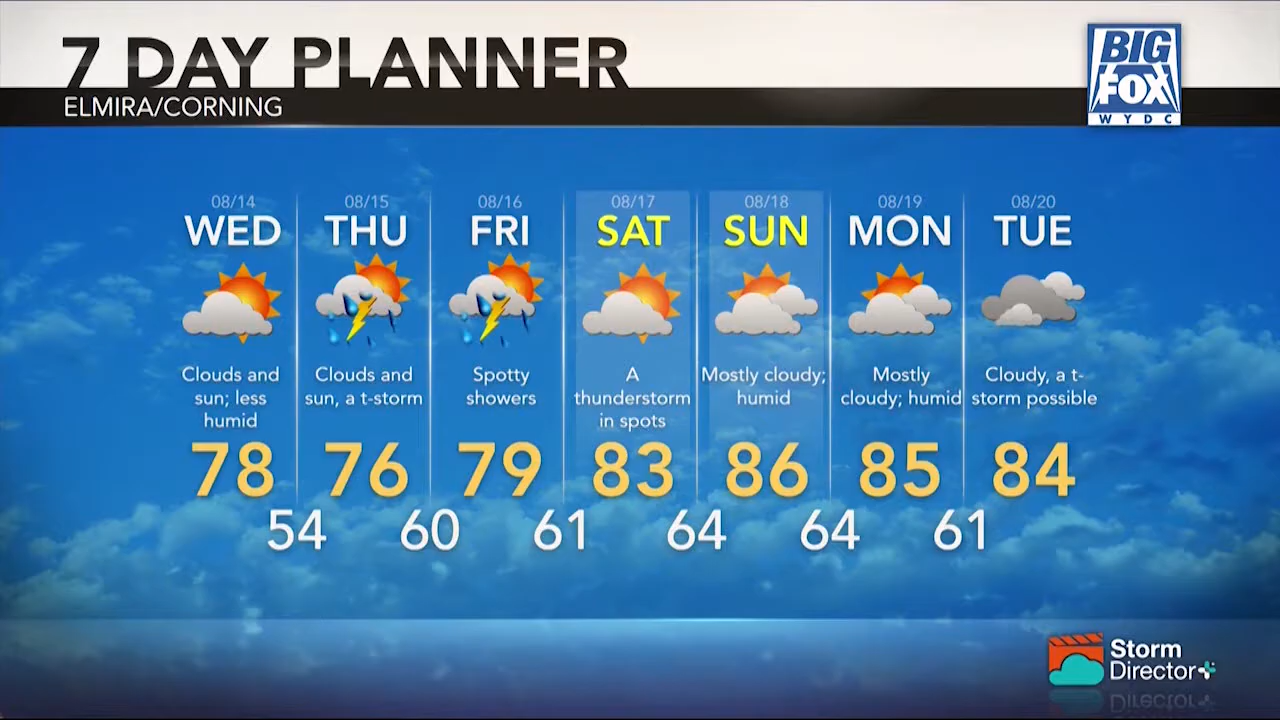 7 DAY PLANNER
ELMIRA/CORNING
BIG
FOX
WYDC
08/14 08/15 08/16 08/17 08/18 08/19 08/20
WED THU FRI SAT SUN MON TUE
Clouds and
sun; less
humid
Clouds and
sun, a t-storm
Spotty
showers
A
thunderstorm
in spots
Mostly cloudy;
humid
Mostly
cloudy; humid
Cloudy, a t-
storm possible
78 76 79 83 86 85 84
54 60 61 64 64 61
Storm
Director+